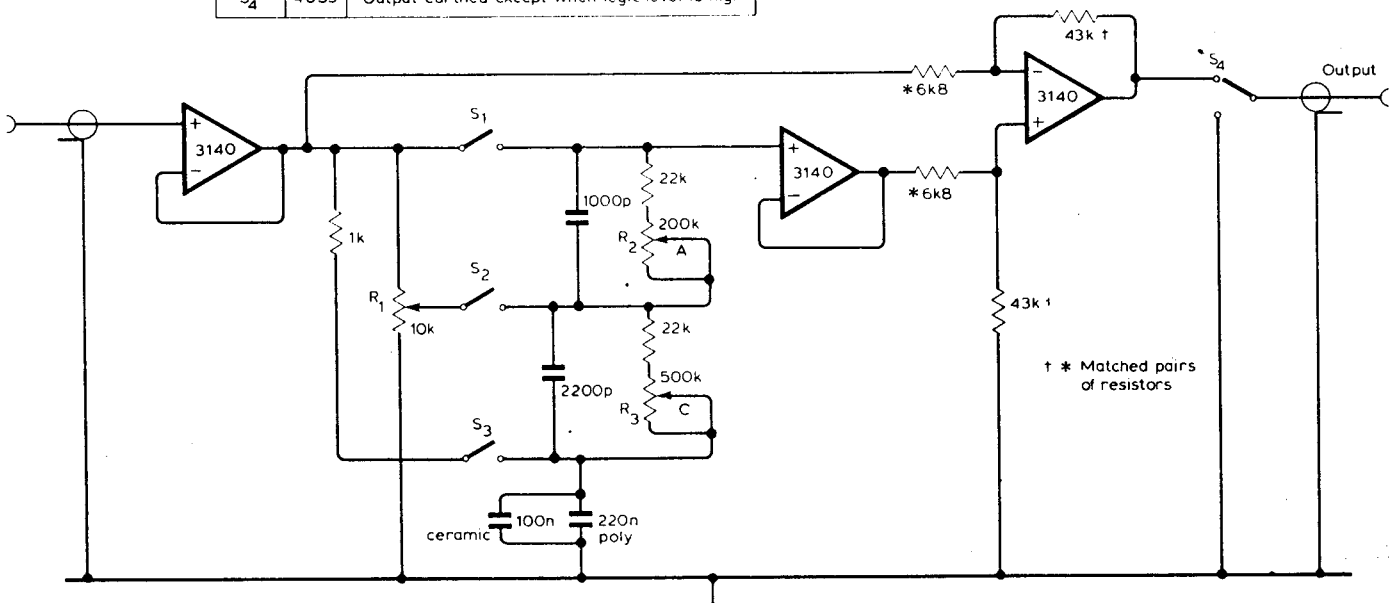 S4
Output earthed except when logic level is high
43k †
*6k8
3140
S4
Output
3140
S1
3140
*6k8
1000p
22k
200k
R2
A
1k
S2
R1
10k
43k †
22k
2200p
500k
R3
C
† * Matched pairs
of resistors
S3
100n
ceramic
220n
poly
+
-
+
-
-
+